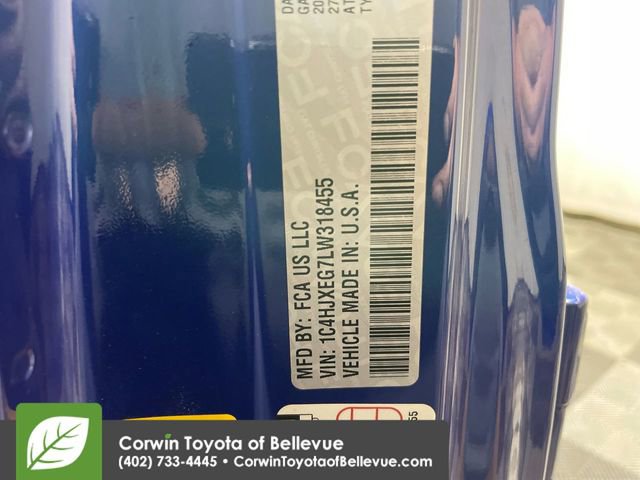 MFD BY: FCA US LLC
VIN: 1C4HJXEG7LW318455
VEHICLE MADE IN: U.S.A.
Corwin Toyota of Bellevue
(402) 733-4445 • CorwinToyotaofBellevue.com